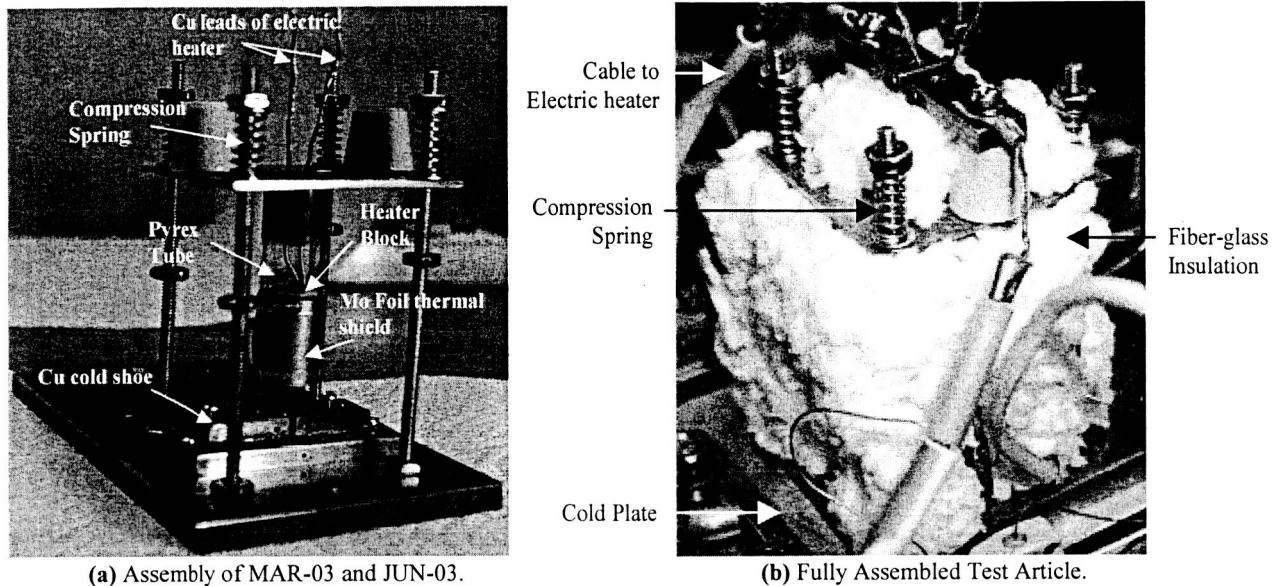 Cu leads of electric
heater
Compression
Spring
Pyrex
Tube
Heater
Block
Mo Foil thermal
shield
Cu cold shoe
(a) Assembly of MAR-03 and JUN-03.
Cable to
Electric heater
Compression
Spring
Fiber-glass
Insulation
Cold Plate
(b) Fully Assembled Test Article.